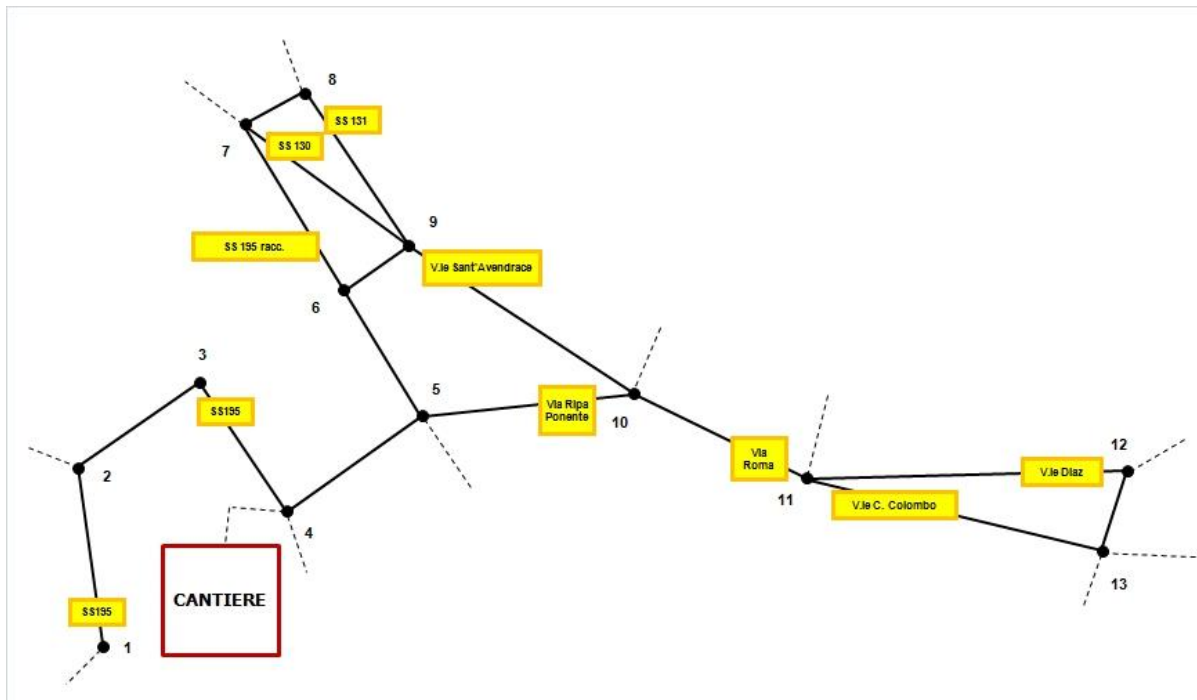 8
SS 131
SS 130
7
9
SS 195 racc.
V.le Sant'Avendrace
6
3
SS195
5
Via Ripa
Ponente
10
2
Via
Roma
12
V.le Diaz
11
V.le C. Colombo
4
13
CANTIERE
SS195
1